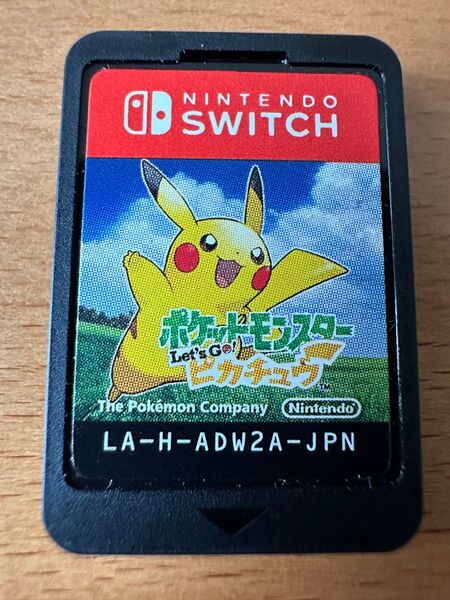 NINTENDO
SWITCH
ポケットモンスター
Let's Go!
ピカチュウ
TM
The Pokémon Company Nintendo
LA-H-ADW2A-JPN